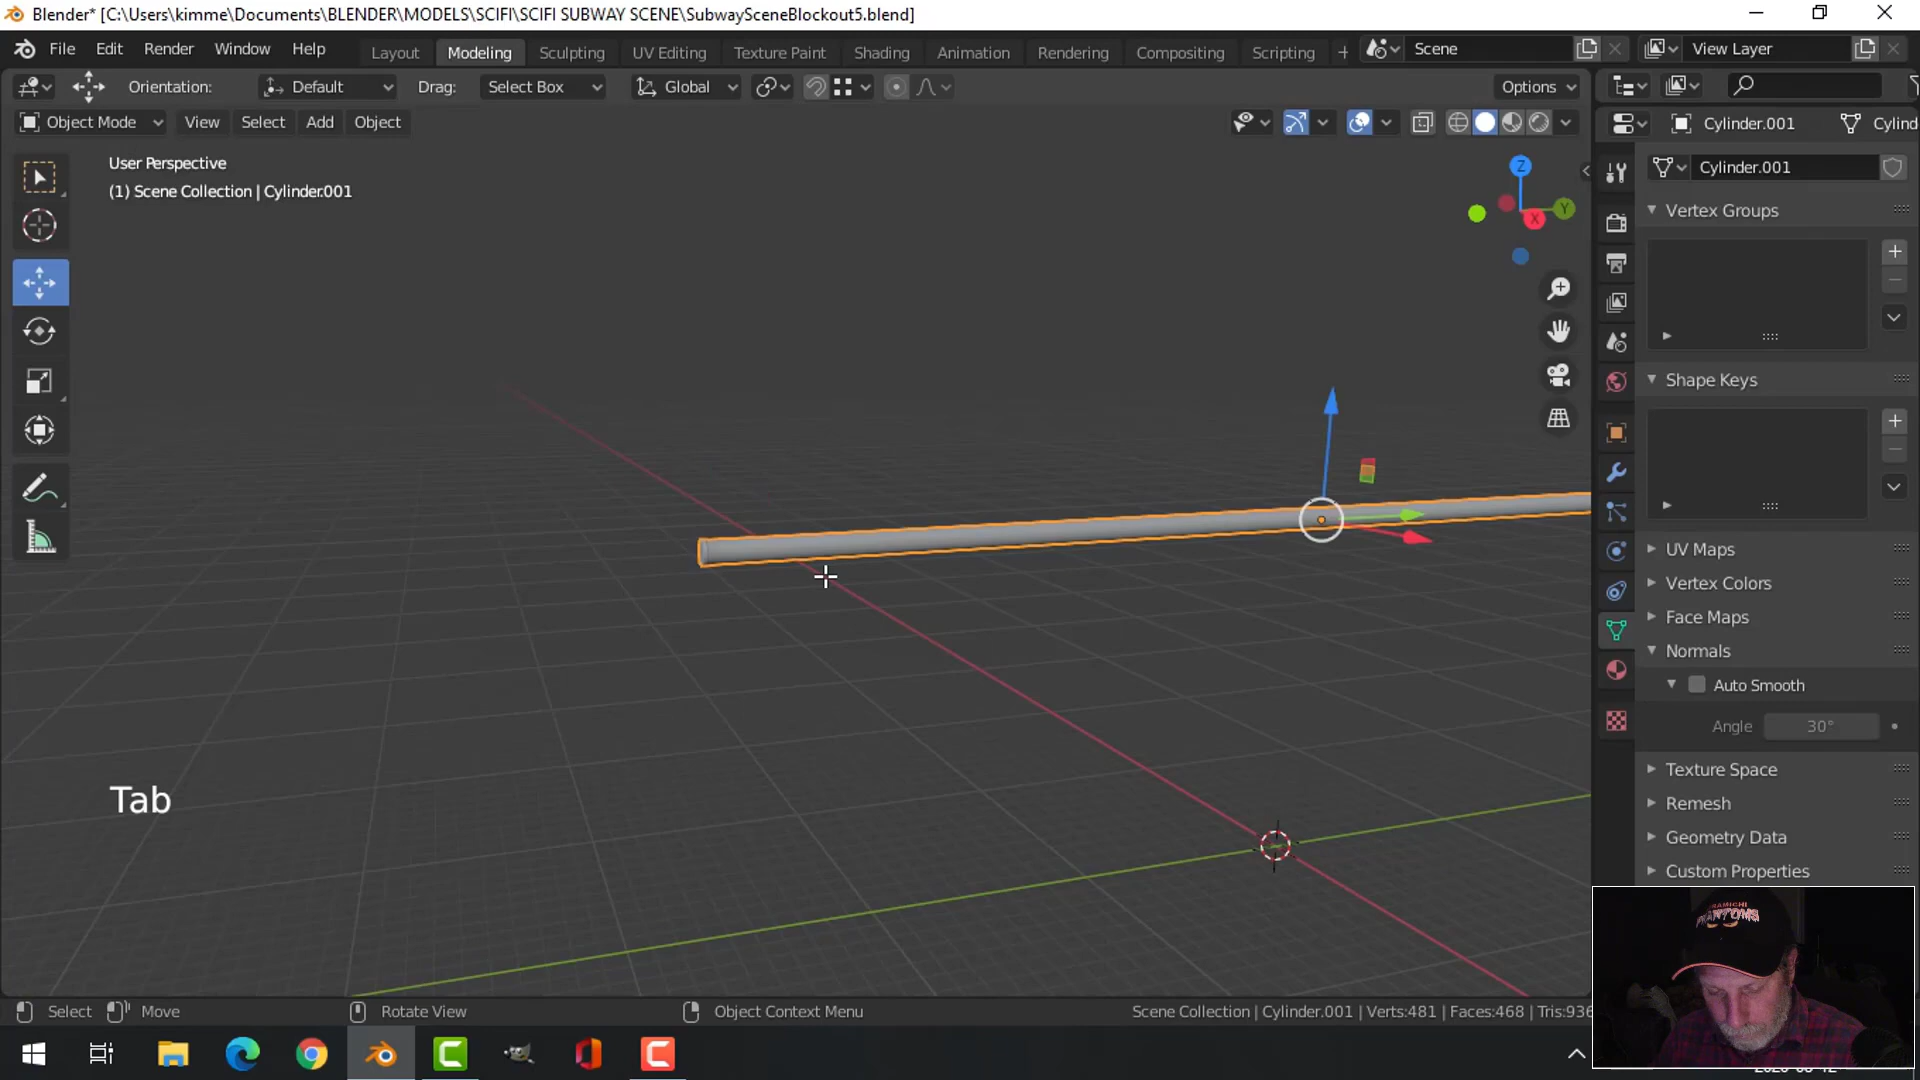 Blender* [C:\Users\kimme\Documents\BLENDER\MODELS\SCIFI\SCIFI SUBWAY SCENE\SubwaySceneBlockout5.blend]
File Edit Render Window Help Layout Modeling Sculpting UV Editing Texture Paint Shading Animation Rendering Compositing Scripting + Scene View Layer
Orientation: Default Drag: Select Box Global Options
Object Mode View Select Add Object Cylinder.001 Cylind
User Perspective
(1) Scene Collection | Cylinder.001
Z
Y
X
Cylinder.001
Vertex Groups
Shape Keys
UV Maps
Vertex Colors
Face Maps
Normals
Auto Smooth
Angle 30°
Texture Space
Remesh
Geometry Data
Custom Properties
Tab
PHANTOMS
Select Move Rotate View Object Context Menu Scene Collection | Cylinder.001 | Verts:481 | Faces:468 | Tris:936